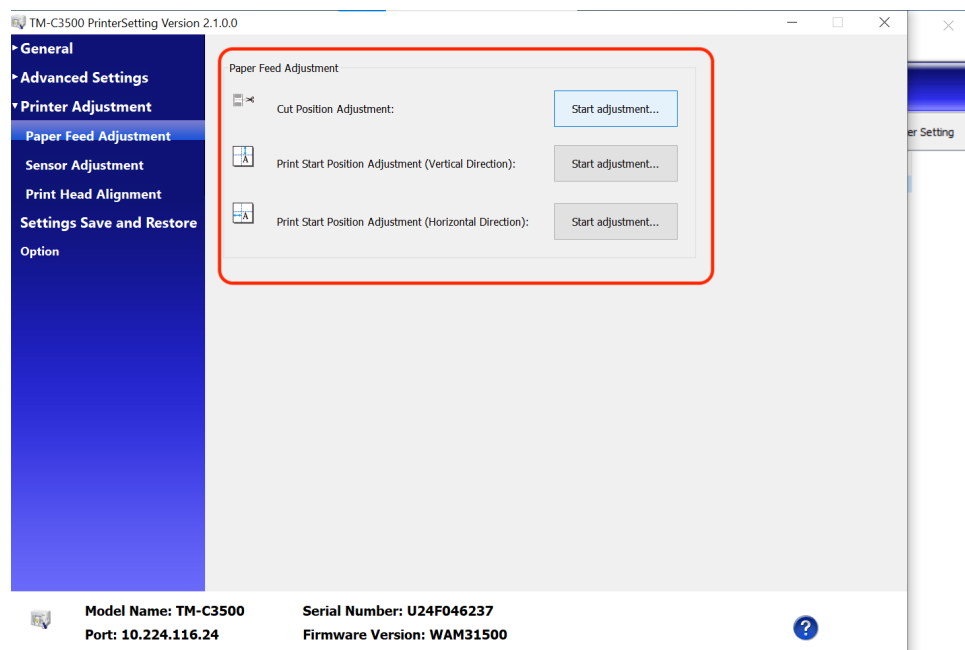 TM-C3500 PrinterSetting Version 2.1.0.0
General
Advanced Settings
Printer Adjustment
Paper Feed Adjustment
Sensor Adjustment
Print Head Alignment
Settings Save and Restore
Option
Paper Feed Adjustment
Cut Position Adjustment:
Start adjustment...
Print Start Position Adjustment (Vertical Direction):
Start adjustment...
Print Start Position Adjustment (Horizontal Direction):
Start adjustment...
er Setting
Model Name: TM-C3500
Serial Number: U24F046237
Port: 10.224.116.24
Firmware Version: WAM31500